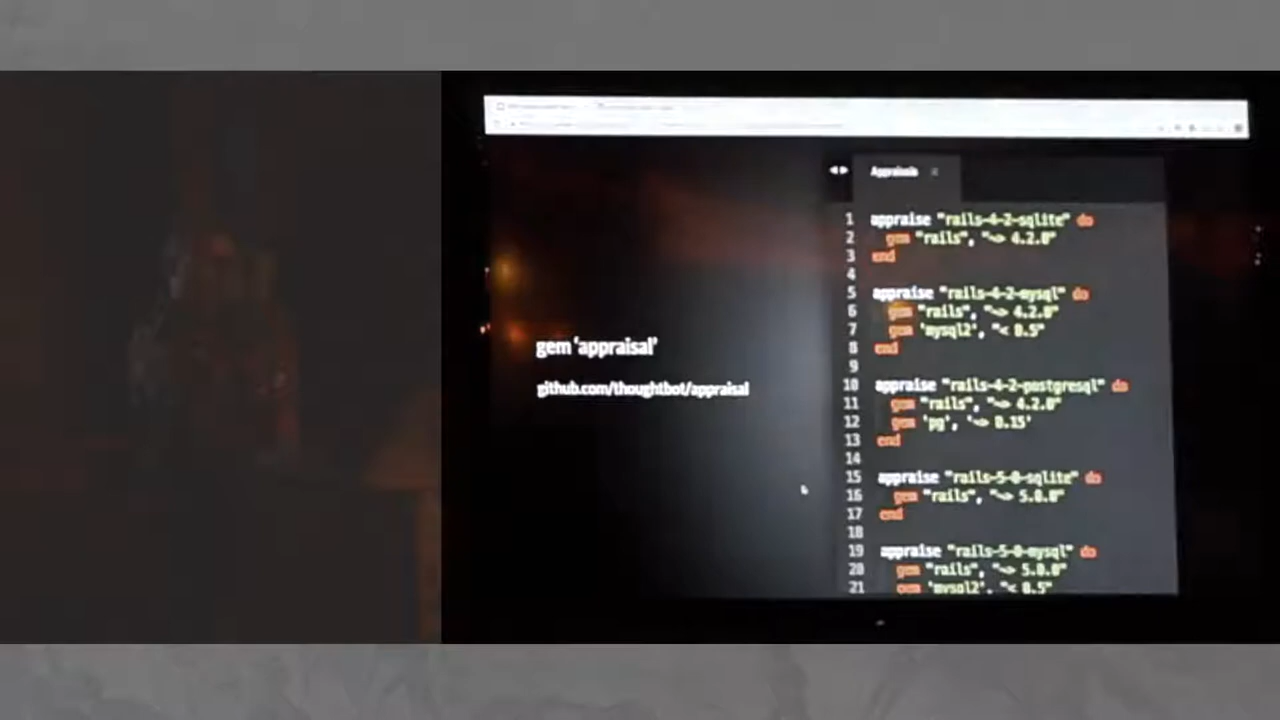 gem 'appraisal'
github.com/thoughtbot/appraisal
Appraisals
1 appraise "rails-4-2-sqlite" do
2 gem "rails", "~> 4.2.0"
3 end
4
5 appraise "rails-4-2-mysql" do
6 gem "rails", "~> 4.2.0"
7 gem 'mysql2', "< 0.5"
8 end
9
10 appraise "rails-4-2-postgresql" do
11 gem "rails", "~> 4.2.0"
12 gem 'pg', '~> 0.15'
13 end
14
15 appraise "rails-5-0-sqlite" do
16 gem "rails", "~> 5.0.0"
17 end
18
19 appraise "rails-5-0-mysql" do
20 gem "rails", "~> 5.0.0"
21 gem 'mysql2', "< 0.5"